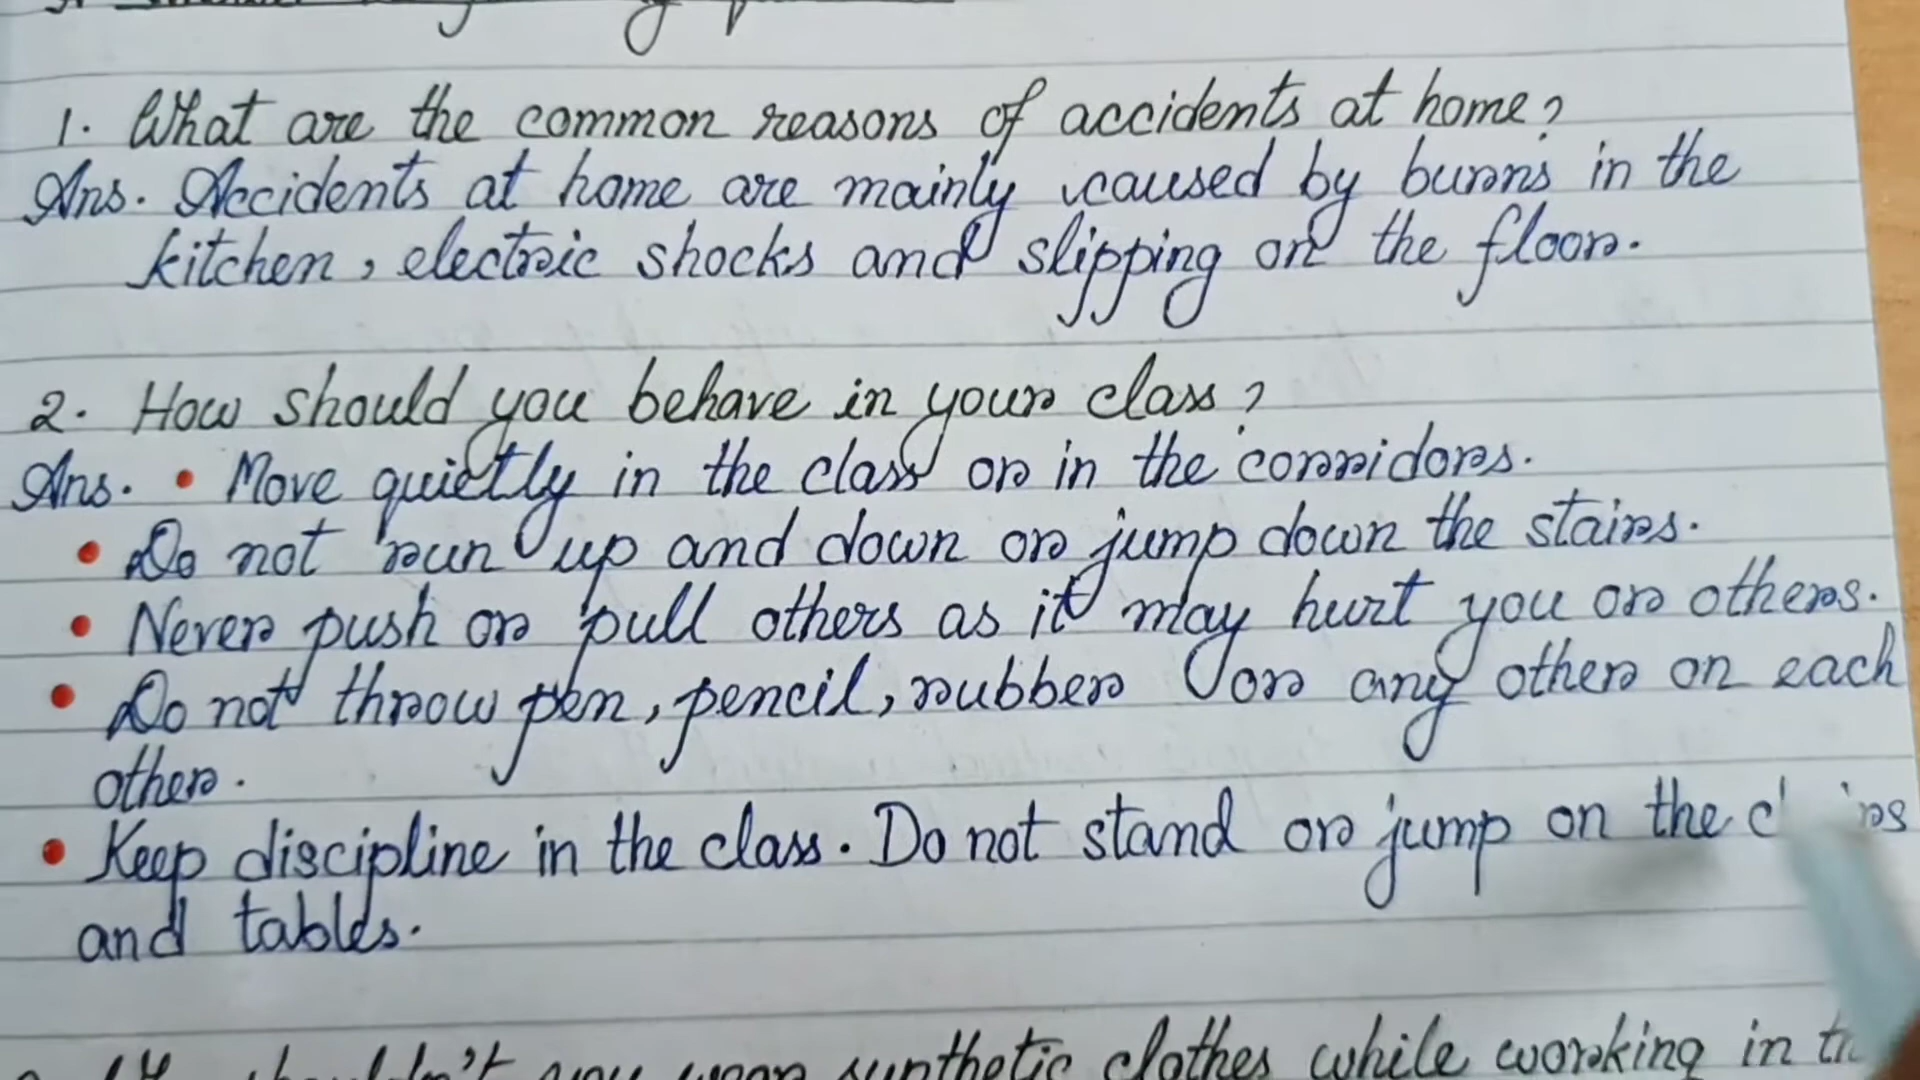 1. What are the common reasons of accidents at home?
Ans. Accidents at home are mainly caused by burns in the
kitchen, electric shocks and slipping on the floor.
2. How should you behave in your class?
Ans. • Move quietly in the class or in the corridors.
• Do not run up and down or jump down the stairs.
• Never push or pull others as it may hurt you or others.
• Do not throw pen, pencil, rubber or any other on each
other.
• Keep discipline in the class. Do not stand or jump on the
and tables.
you wear synthetic clothes while working in